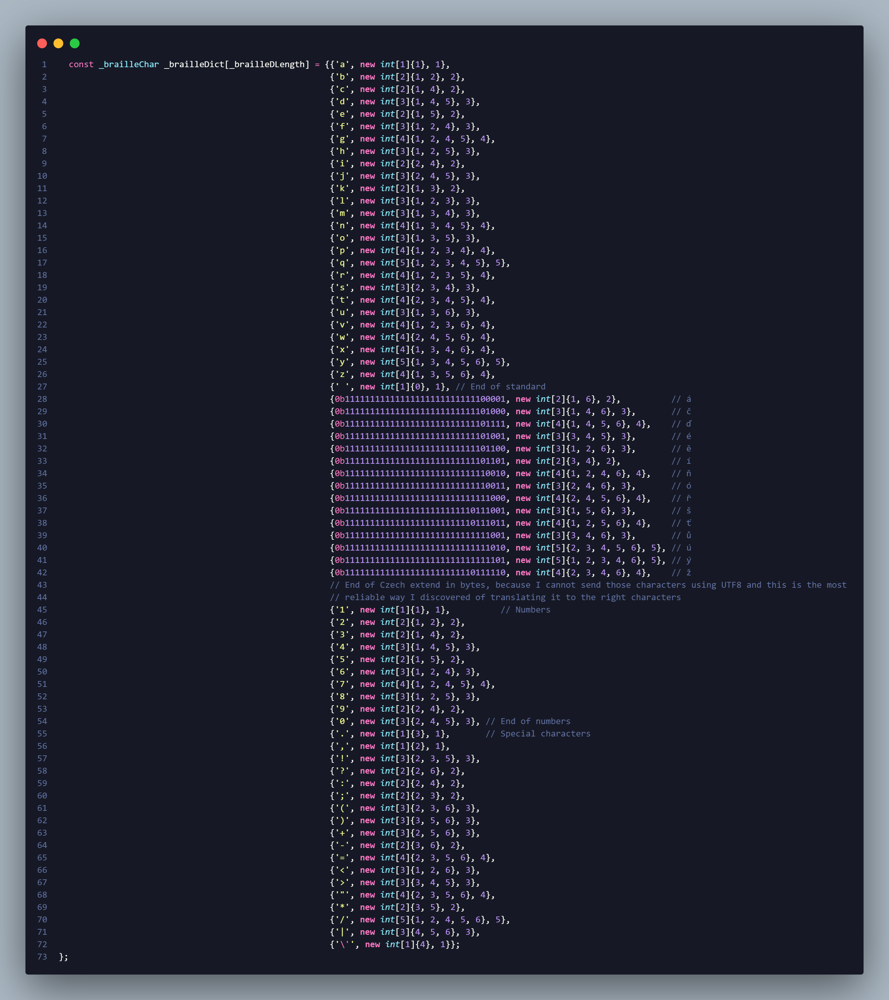 1 const _brailleChar _brailleDict[_brailleDLength] = {{'a', new int[1]{1}, 1},
2 {'b', new int[2]{1, 2}, 2},
3 {'c', new int[2]{1, 4}, 2},
4 {'d', new int[3]{1, 4, 5}, 3},
5 {'e', new int[2]{1, 5}, 2},
6 {'f', new int[3]{1, 2, 4}, 3},
7 {'g', new int[4]{1, 2, 4, 5}, 4},
8 {'h', new int[3]{1, 2, 5}, 3},
9 {'i', new int[2]{2, 4}, 2},
10 {'j', new int[3]{2, 4, 5}, 3},
11 {'k', new int[2]{1, 3}, 2},
12 {'l', new int[3]{1, 2, 3}, 3},
13 {'m', new int[3]{1, 3, 4}, 3},
14 {'n', new int[4]{1, 3, 4, 5}, 4},
15 {'o', new int[3]{1, 3, 5}, 3},
16 {'p', new int[4]{1, 2, 3, 4}, 4},
17 {'q', new int[5]{1, 2, 3, 4, 5}, 5},
18 {'r', new int[4]{1, 2, 3, 5}, 4},
19 {'s', new int[3]{2, 3, 4}, 3},
20 {'t', new int[4]{2, 3, 4, 5}, 4},
21 {'u', new int[3]{1, 3, 6}, 3},
22 {'v', new int[4]{1, 2, 3, 6}, 4},
23 {'w', new int[4]{2, 4, 5, 6}, 4},
24 {'x', new int[4]{1, 3, 4, 6}, 4},
25 {'y', new int[5]{1, 3, 4, 5, 6}, 5},
26 {'z', new int[4]{1, 3, 5, 6}, 4},
27 {' ', new int[1]{0}, 1}, // End of standard
28 {0b11111111111111111111111111100001, new int[2]{1, 6}, 2}, // á
29 {0b11111111111111111111111111101000, new int[3]{1, 4, 6}, 3}, // č
30 {0b11111111111111111111111111101111, new int[4]{1, 4, 5, 6}, 4}, // ď
31 {0b11111111111111111111111111101001, new int[3]{3, 4, 5}, 3}, // é
32 {0b11111111111111111111111111101100, new int[3]{1, 2, 6}, 3}, // ě
33 {0b11111111111111111111111111101101, new int[2]{3, 4}, 2}, // í
34 {0b11111111111111111111111111110010, new int[4]{1, 2, 4, 6}, 4}, // ň
35 {0b11111111111111111111111111110011, new int[3]{2, 4, 6}, 3}, // ó
36 {0b11111111111111111111111111111000, new int[4]{2, 4, 5, 6}, 4}, // ř
37 {0b11111111111111111111111110111001, new int[3]{1, 5, 6}, 3}, // š
38 {0b11111111111111111111111110111011, new int[4]{1, 2, 5, 6}, 4}, // ť
39 {0b11111111111111111111111111111001, new int[3]{3, 4, 6}, 3}, // ů
40 {0b11111111111111111111111111111010, new int[5]{2, 3, 4, 5, 6}, 5}, // ú
41 {0b11111111111111111111111111111101, new int[5]{1, 2, 3, 4, 6}, 5}, // ý
42 {0b11111111111111111111111110111110, new int[4]{2, 3, 4, 6}, 4}, // ž
43 // End of Czech extend in bytes, because I cannot send those characters using UTF8 and this is the most
44 // reliable way I discovered of translating it to the right characters
45 {'1', new int[1]{1}, 1}, // Numbers
46 {'2', new int[2]{1, 2}, 2},
47 {'3', new int[2]{1, 4}, 2},
48 {'4', new int[3]{1, 4, 5}, 3},
49 {'5', new int[2]{1, 5}, 2},
50 {'6', new int[3]{1, 2, 4}, 3},
51 {'7', new int[4]{1, 2, 4, 5}, 4},
52 {'8', new int[3]{1, 2, 5}, 3},
53 {'9', new int[2]{2, 4}, 2},
54 {'0', new int[3]{2, 4, 5}, 3}, // End of numbers
55 {'.', new int[1]{3}, 1}, // Special characters
56 {',', new int[1]{2}, 1},
57 {'!', new int[3]{2, 3, 5}, 3},
58 {'?', new int[2]{2, 6}, 2},
59 {':', new int[2]{2, 4}, 2},
60 {';', new int[2]{2, 3}, 2},
61 {'(', new int[3]{2, 3, 6}, 3},
62 {')', new int[3]{3, 5, 6}, 3},
63 {'+', new int[3]{2, 5, 6}, 3},
64 {'-', new int[2]{3, 6}, 2},
65 {'=', new int[4]{2, 3, 5, 6}, 4},
66 {'<', new int[3]{1, 2, 6}, 3},
67 {'>', new int[3]{3, 4, 5}, 3},
68 {'"', new int[4]{2, 3, 5, 6}, 4},
69 {'*', new int[2]{3, 5}, 2},
70 {'/', new int[5]{1, 2, 4, 5, 6}, 5},
71 {'|', new int[3]{4, 5, 6}, 3},
72 {'\'', new int[1]{4}, 1}};
73 };